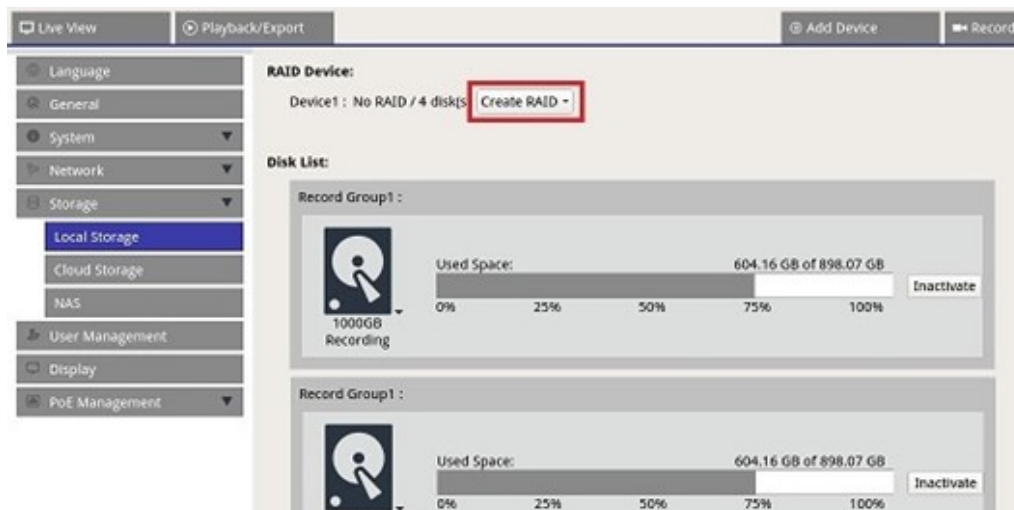 Live View
Playback/Export
Add Device
Record
Language
General
System
Network
Storage
Local Storage
Cloud Storage
NAS
User Management
Display
PoE Management
RAID Device:
Device1 : No RAID / 4 disk(s Create RAID
Disk List:
Record Group1 :
Used Space: 604.16 GB of 898.07 GB
Inactivate
0% 25% 50% 75% 100%
1000GB
Recording
Record Group1 :
Used Space: 604.16 GB of 898.07 GB
Inactivate
0% 25% 50% 75% 100%